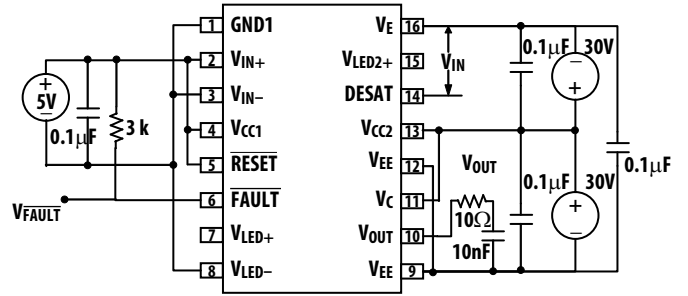 1 GND1
2 VIN+
3 VIN–
4 VCC1
5 RESET
6 FAULT
7 VLED+
8 VLED–
VE 16
VLED2+ 15
DESAT 14
VCC2 13
VEE 12
VC 11
VOUT 10
VEE 9
+
5V
–
0.1µF
3 k
VFAULT
VIN
0.1µF
30V
–
+
VOUT
0.1µF
30V
+
–
0.1µF
10Ω
10nF